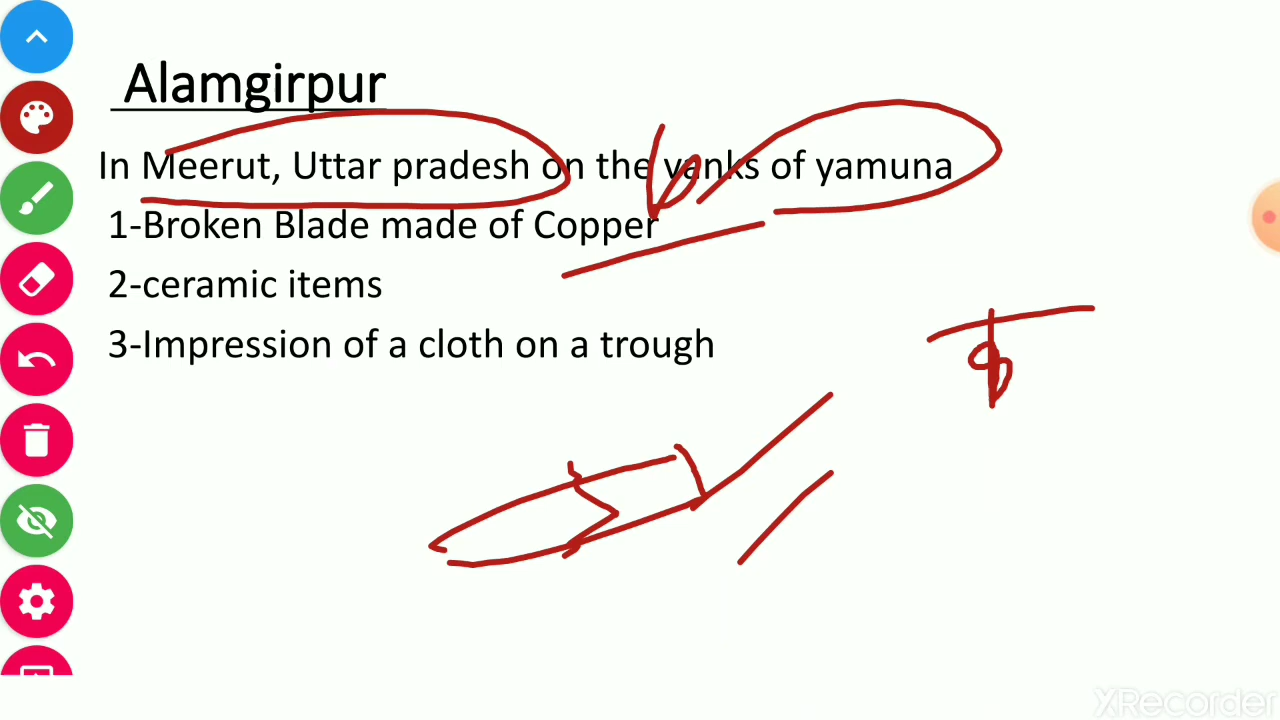 Alamgirpur
In Meerut, Uttar pradesh on the vanks of yamuna
b
1-Broken Blade made of Copper
2-ceramic items
3-Impression of a cloth on a trough
XRecorder